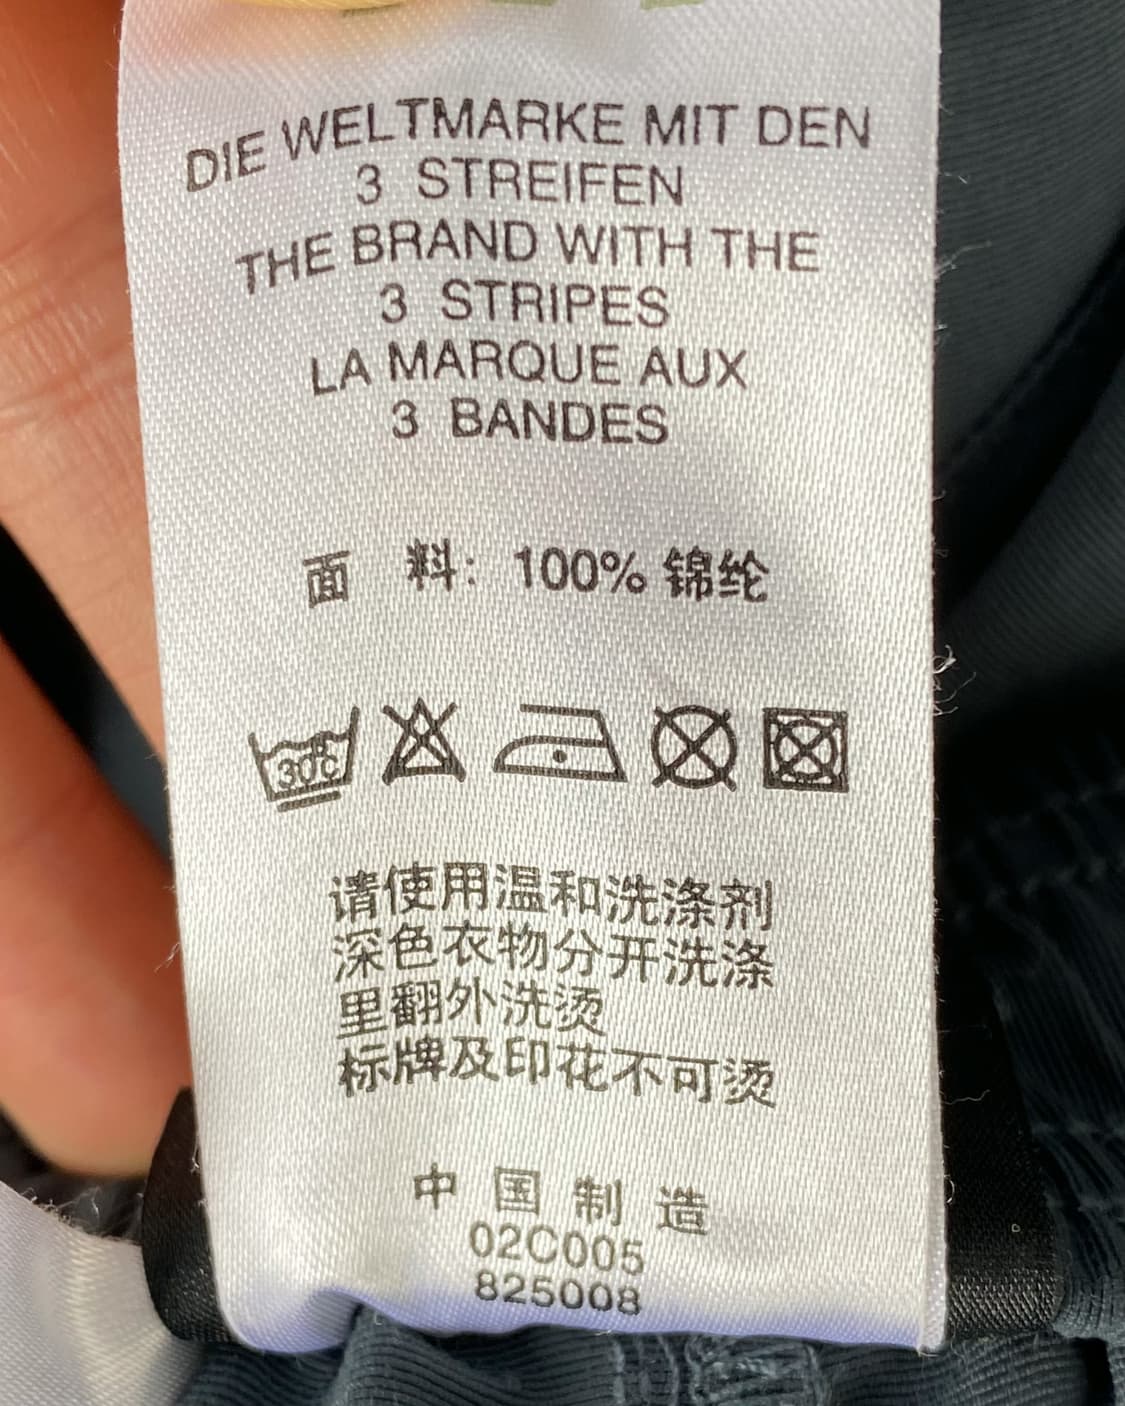 DIE WELTMARKE MIT DEN
3 STREIFEN
THE BRAND WITH THE
3 STRIPES
LA MARQUE AUX
3 BANDES
面 料: 100% 锦纶
30°C
请使用温和洗涤剂
深色衣物分开洗涤
里翻外洗烫
标牌及印花不可烫
中国制造
02C005
825008